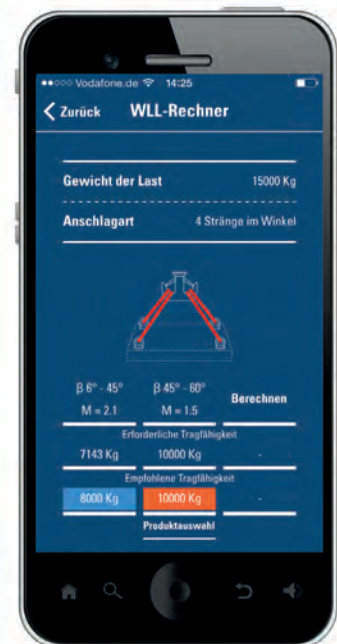 Vodafone.de 14:25
Zurück WLL-Rechner
Gewicht der Last 15000 Kg
Anschlagart 4 Stränge im Winkel
β 6° - 45° β 45° - 60° Berechnen
M = 2.1 M = 1.5
Erforderliche Tragfähigkeit
7143 Kg 10000 Kg -
Empfohlene Tragfähigkeit
8000 Kg 10000 Kg -
Produktauswahl